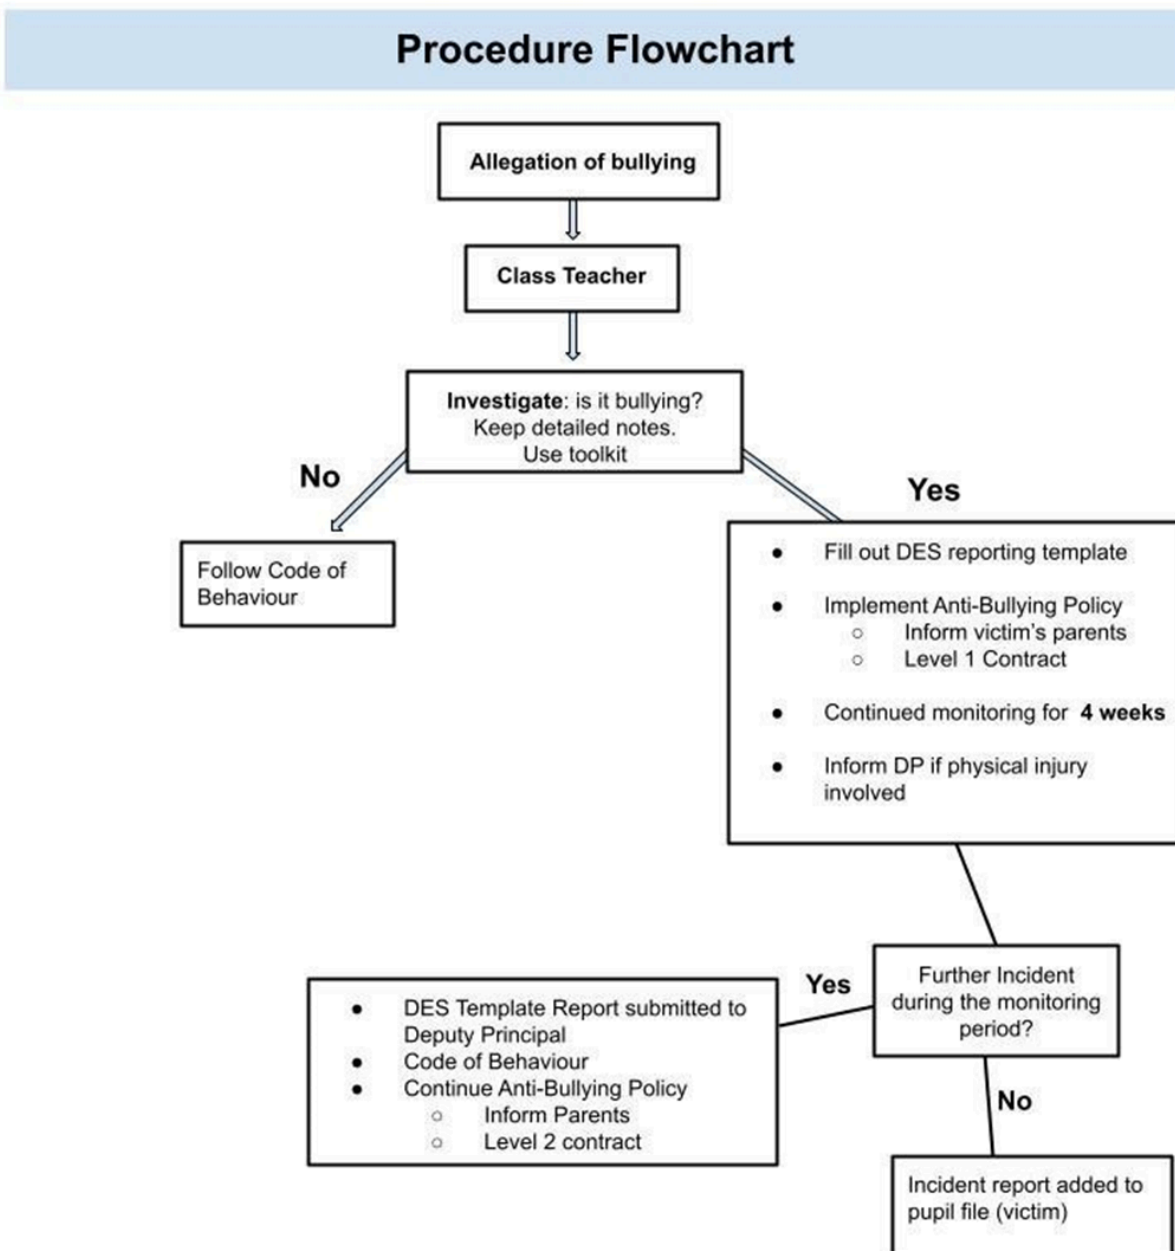 Procedure Flowchart
Allegation of bullying
Class Teacher
Investigate: is it bullying?
Keep detailed notes.
Use toolkit
No
Yes
Follow Code of
Behaviour
● Fill out DES reporting template
● Implement Anti-Bullying Policy
○ Inform victim's parents
○ Level 1 Contract
● Continued monitoring for 4 weeks
● Inform DP if physical injury
involved
Further Incident
during the monitoring
period?
Yes
● DES Template Report submitted to
Deputy Principal
● Code of Behaviour
● Continue Anti-Bullying Policy
○ Inform Parents
○ Level 2 contract
No
Incident report added to
pupil file (victim)